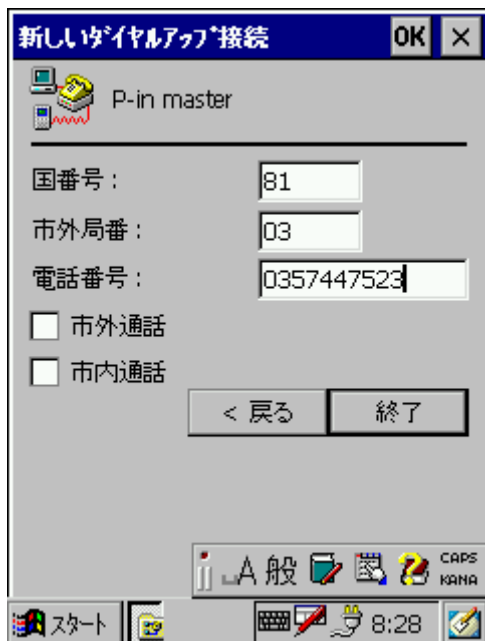 新しいﾀﾞｲﾔﾙｱｯﾌﾟ接続 OK ×
P-in master
国番号： 81
市外局番： 03
電話番号： 0357447523
市外通話
市内通話
< 戻る 終了
A 般 CAPS KANA
スタート 8:28